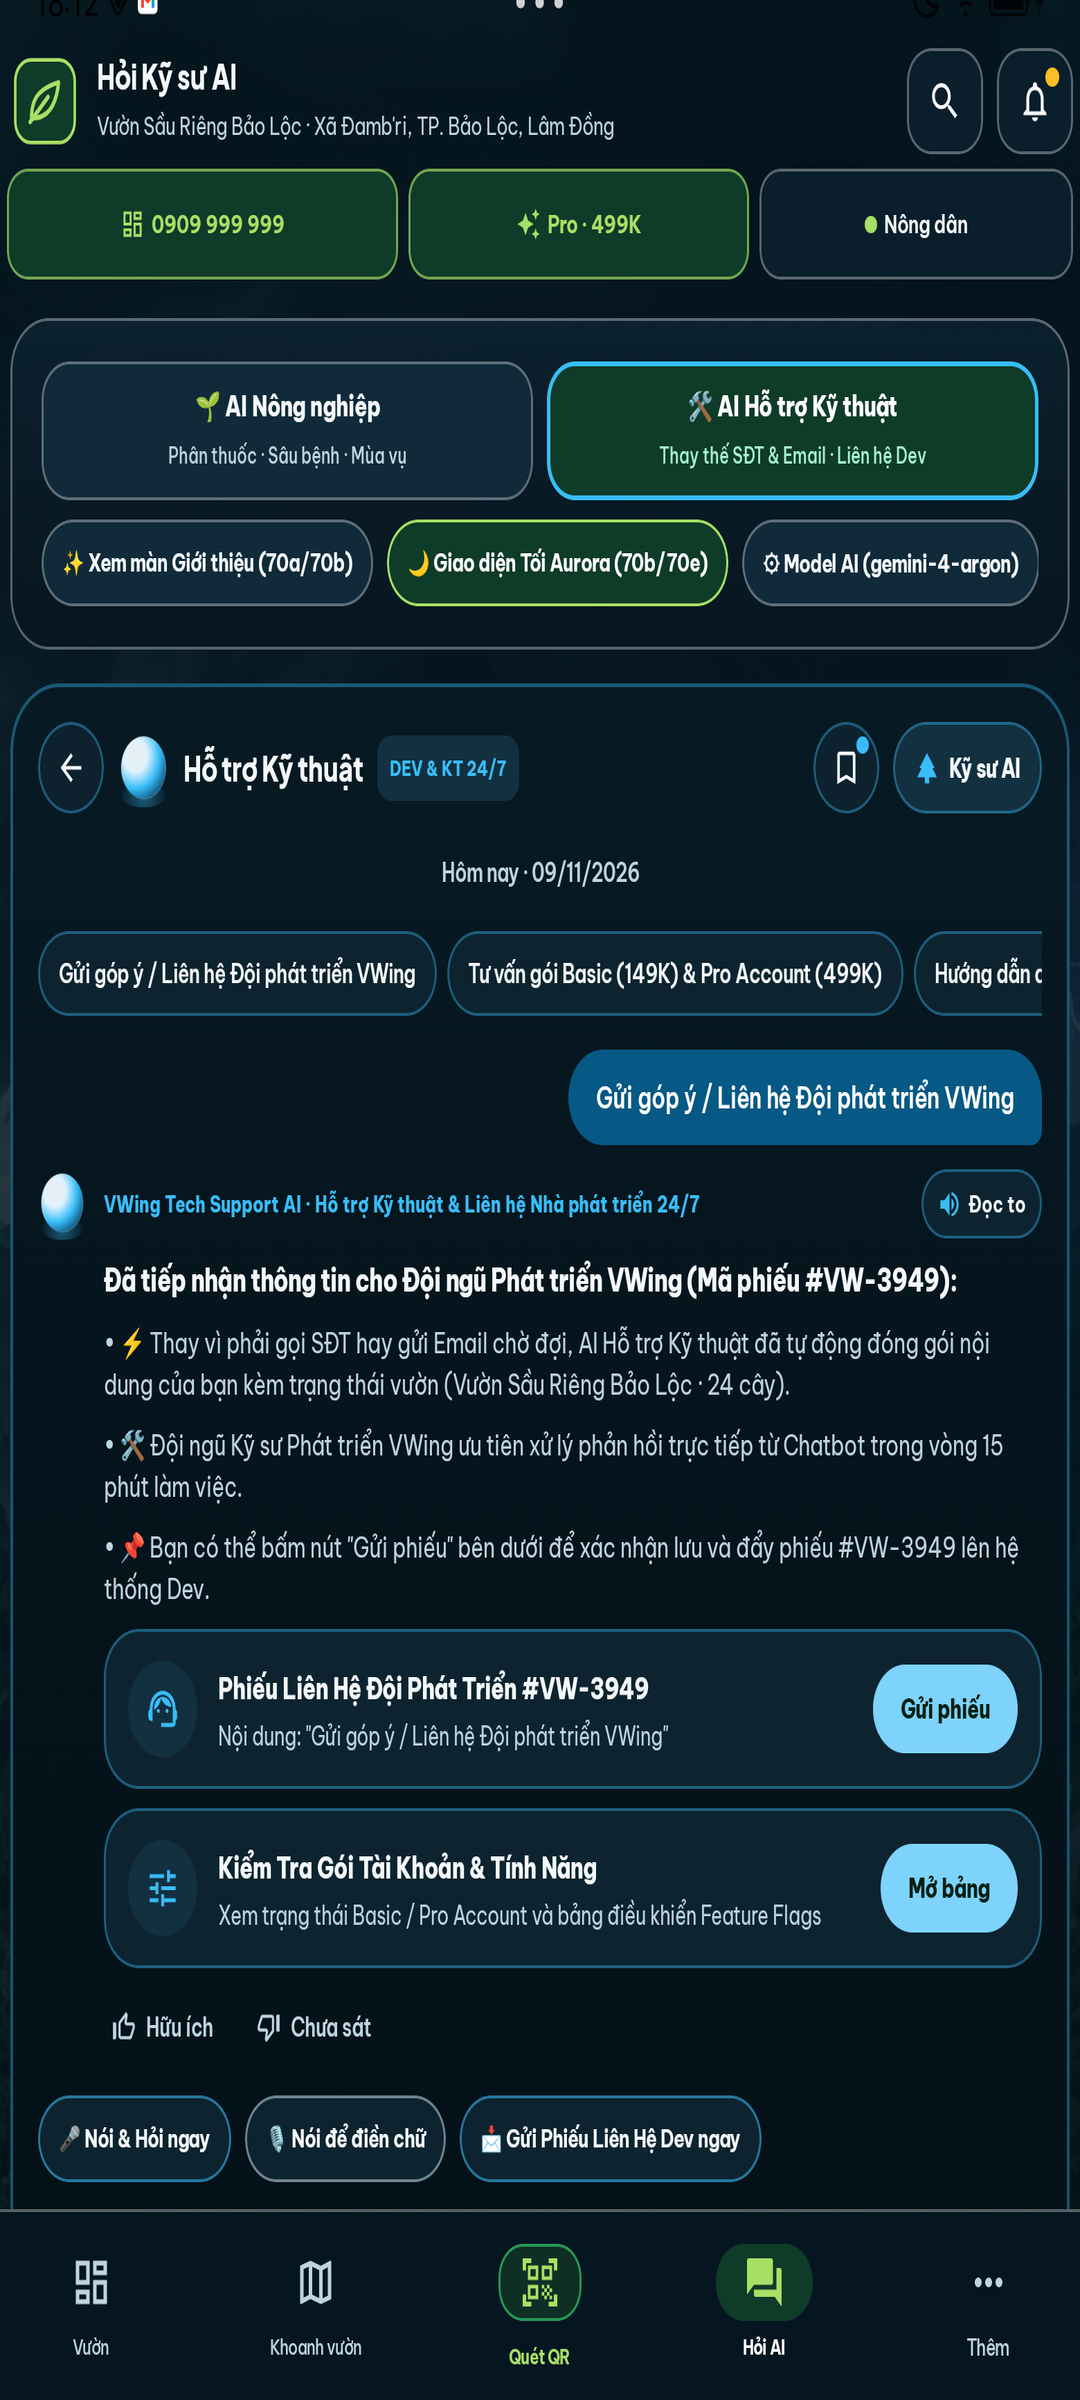 Hỏi Kỹ sư AI
Vườn Sầu Riêng Bảo Lộc · Xã Đamb'ri, TP. Bảo Lộc, Lâm Đồng
0909 999 999
Pro · 499K
Nông dân
🌱 AI Nông nghiệp
Phân thuốc · Sâu bệnh · Mùa vụ
🛠️ AI Hỗ trợ Kỹ thuật
Thay thế SĐT & Email · Liên hệ Dev
✨ Xem màn Giới thiệu (70a/70b)
🌙 Giao diện Tối Aurora (70b/70e)
⚙ Model AI (gemini-4-argon)
Hỗ trợ Kỹ thuật
DEV & KT 24/7
Kỹ sư AI
Hôm nay · 09/11/2026
Gửi góp ý / Liên hệ Đội phát triển VWing
Tư vấn gói Basic (149K) & Pro Account (499K)
Hướng dẫn
Gửi góp ý / Liên hệ Đội phát triển VWing
VWing Tech Support AI · Hỗ trợ Kỹ thuật & Liên hệ Nhà phát triển 24/7
Đọc to
Đã tiếp nhận thông tin cho Đội ngũ Phát triển VWing (Mã phiếu #VW-3949):
• ⚡ Thay vì phải gọi SĐT hay gửi Email chờ đợi, AI Hỗ trợ Kỹ thuật đã tự động đóng gói nội
dung của bạn kèm trạng thái vườn (Vườn Sầu Riêng Bảo Lộc · 24 cây).
• 🛠️ Đội ngũ Kỹ sư Phát triển VWing ưu tiên xử lý phản hồi trực tiếp từ Chatbot trong vòng 15
phút làm việc.
• 📌 Bạn có thể bấm nút "Gửi phiếu" bên dưới để xác nhận lưu và đẩy phiếu #VW-3949 lên hệ
thống Dev.
Phiếu Liên Hệ Đội Phát Triển #VW-3949
Nội dung: "Gửi góp ý / Liên hệ Đội phát triển VWing"
Gửi phiếu
Kiểm Tra Gói Tài Khoản & Tính Năng
Xem trạng thái Basic / Pro Account và bảng điều khiển Feature Flags
Mở bảng
Hữu ích
Chưa sát
🎤 Nói & Hỏi ngay
🎙️ Nói để điền chữ
📩 Gửi Phiếu Liên Hệ Dev ngay
Vườn
Khoanh vườn
Quét QR
Hỏi AI
Thêm